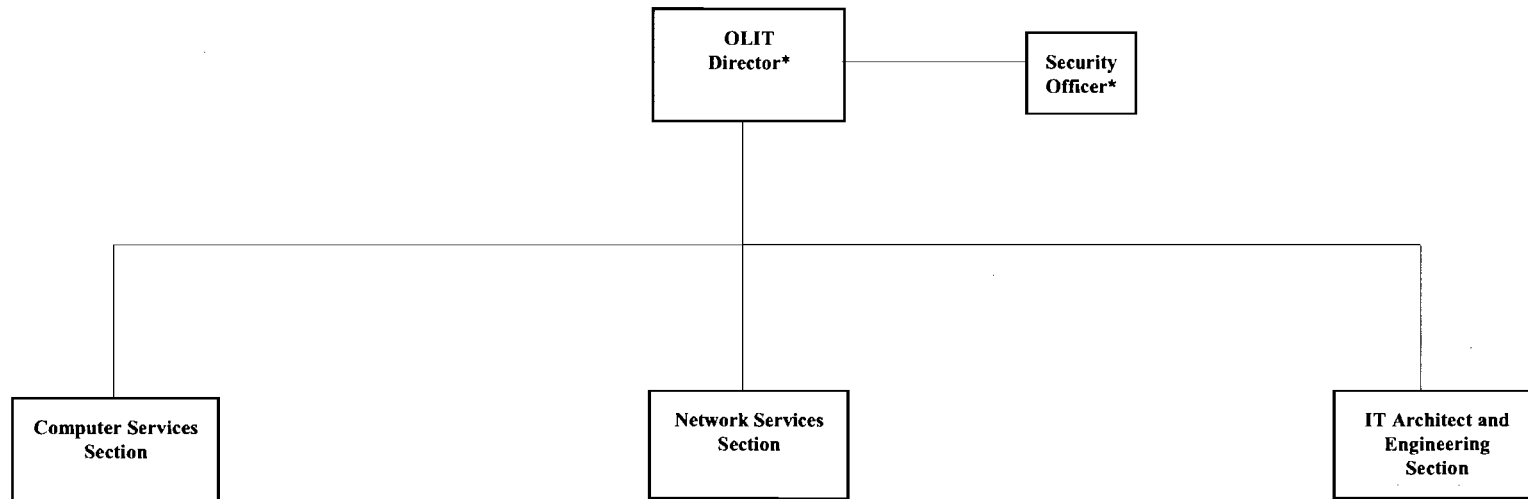 OLIT
Director*
Security
Officer*
Computer Services
Section
Network Services
Section
IT Architect and
Engineering
Section